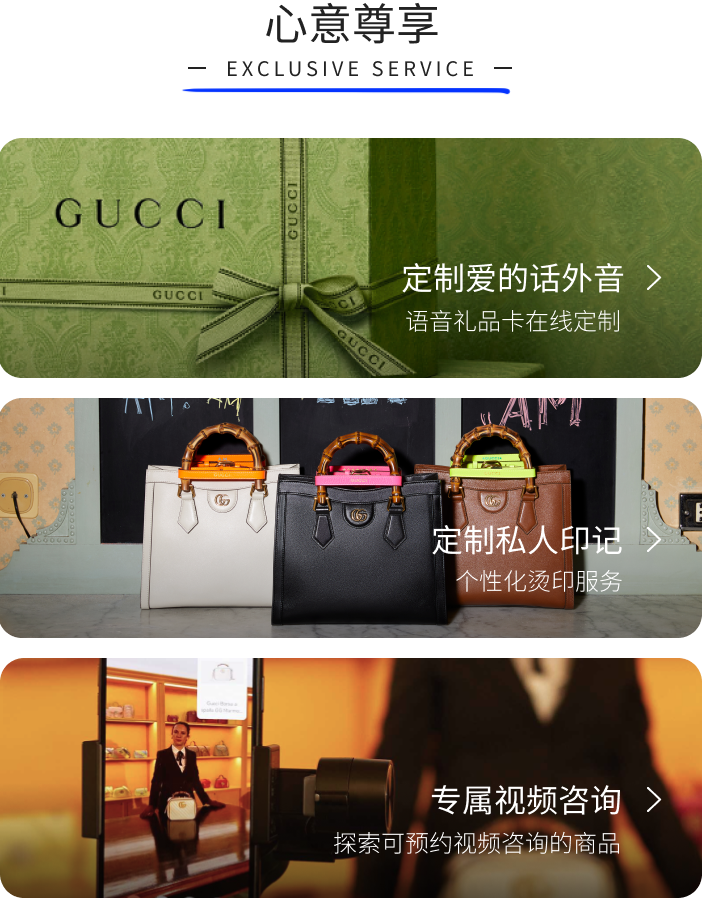 心意尊享
— EXCLUSIVE SERVICE —
GUCCI
GUCCI
GUCCI
GUCCI
定制爱的话外音
语音礼品卡在线定制
定制私人印记
个性化烫印服务
专属视频咨询
探索可预约视频咨询的商品